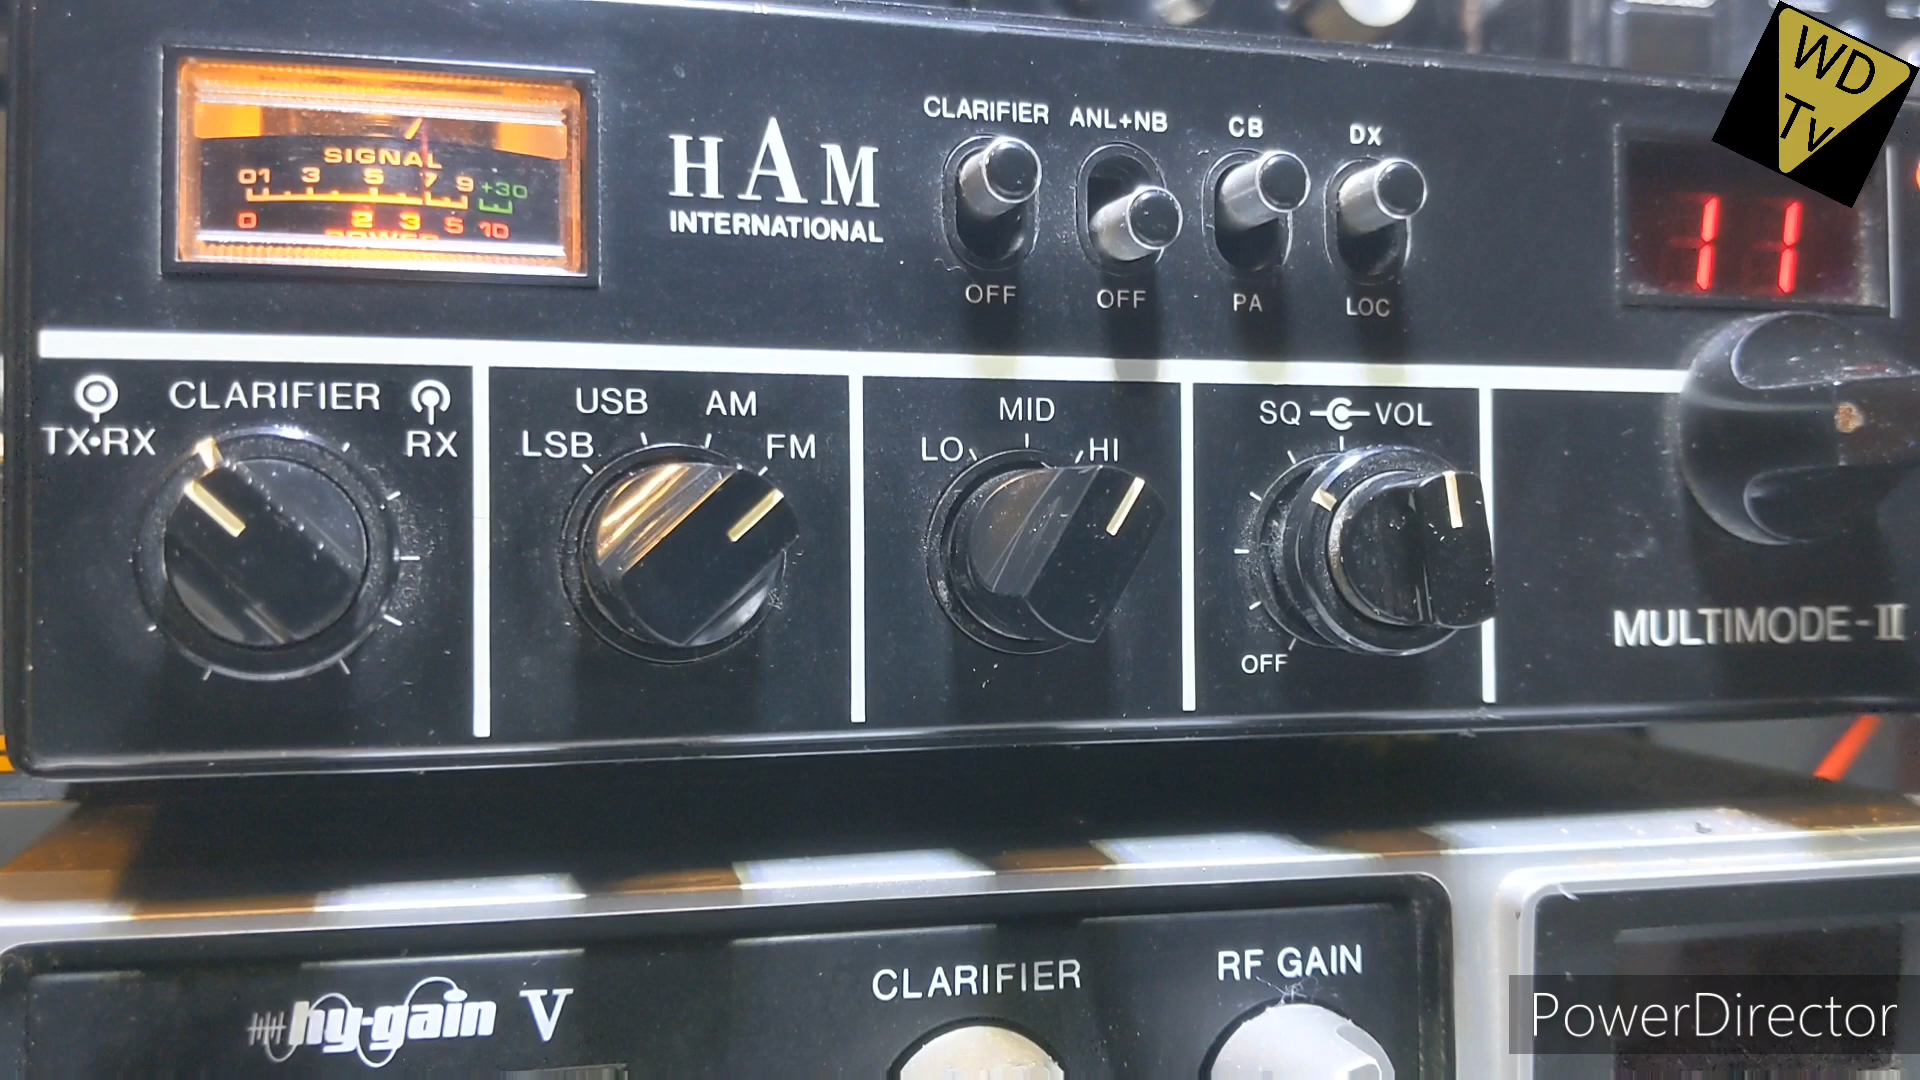 WD
Tv
SIGNAL
01 3 5 7 9 +30
0 2 3 5 10
POWER
HAM
INTERNATIONAL
CLARIFIER ANL+NB CB DX
OFF OFF PA LOC
11
TX•RX CLARIFIER RX
USB AM
LSB FM
MID
LO HI
SQ VOL
OFF
MULTIMODE-II
hy-gain V
CLARIFIER
RF GAIN
PowerDirector